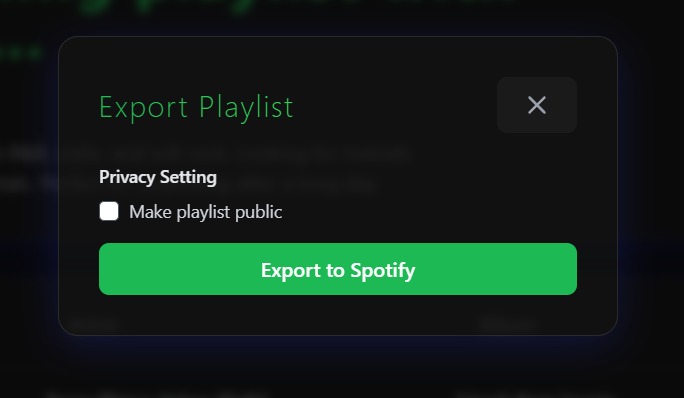 Export Playlist
Privacy Setting
Make playlist public
Export to Spotify